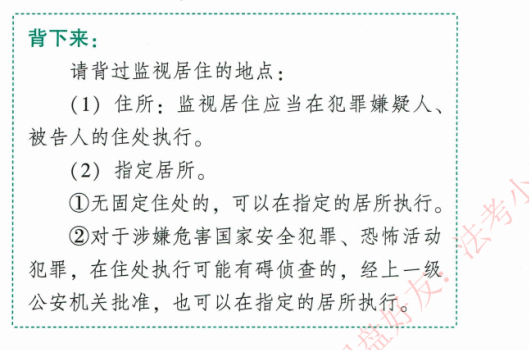 背下来：
请背过监视居住的地点：
（1）住所：监视居住应当在犯罪嫌疑人、
被告人的住处执行。
（2）指定居所。
①无固定住处的，可以在指定的居所执行。
②对于涉嫌危害国家安全犯罪、恐怖活动
犯罪，在住处执行可能有碍侦查的，经上一级
公安机关批准，也可以在指定的居所执行。
盘好友：法考小